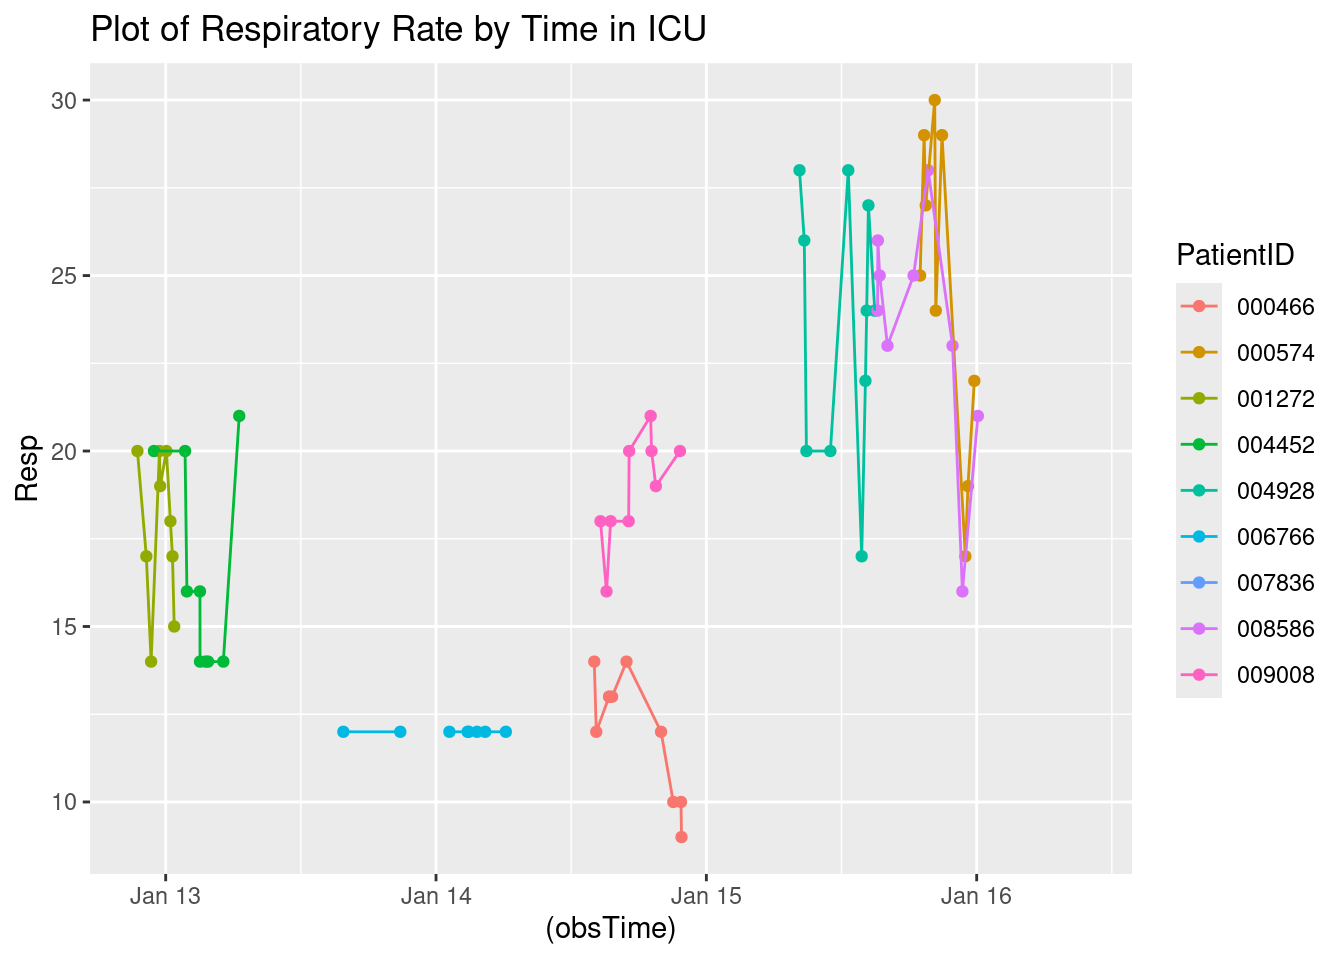 Plot of Respiratory Rate by Time in ICU
30
25
20
15
10
Resp
Jan 13
Jan 14
Jan 15
Jan 16
(obsTime)
PatientID
000466
000574
001272
004452
004928
006766
007836
008586
009008